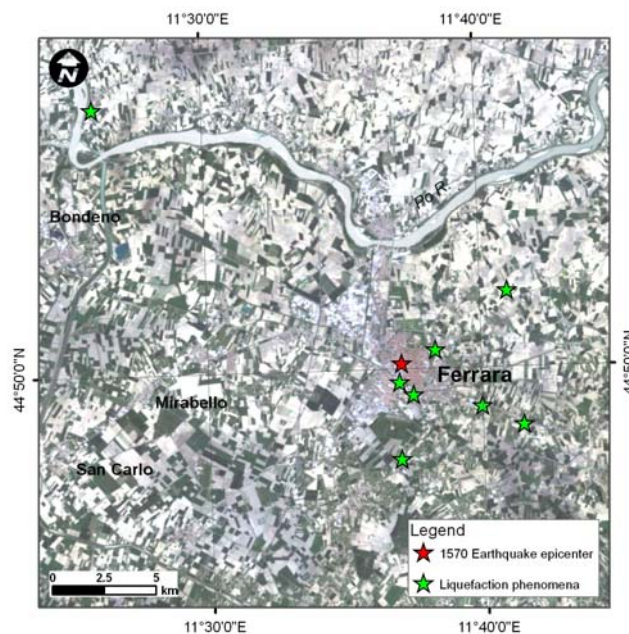 11°30'0"E 11°40'0"E
N
Bondeno
Po R.
44°50'0"N
44°50'0"N
Ferrara
Mirabello
San Carlo
Legend
1570 Earthquake epicenter
Liquefaction phenomena
0 2.5 5
km
11°30'0"E 11°40'0"E